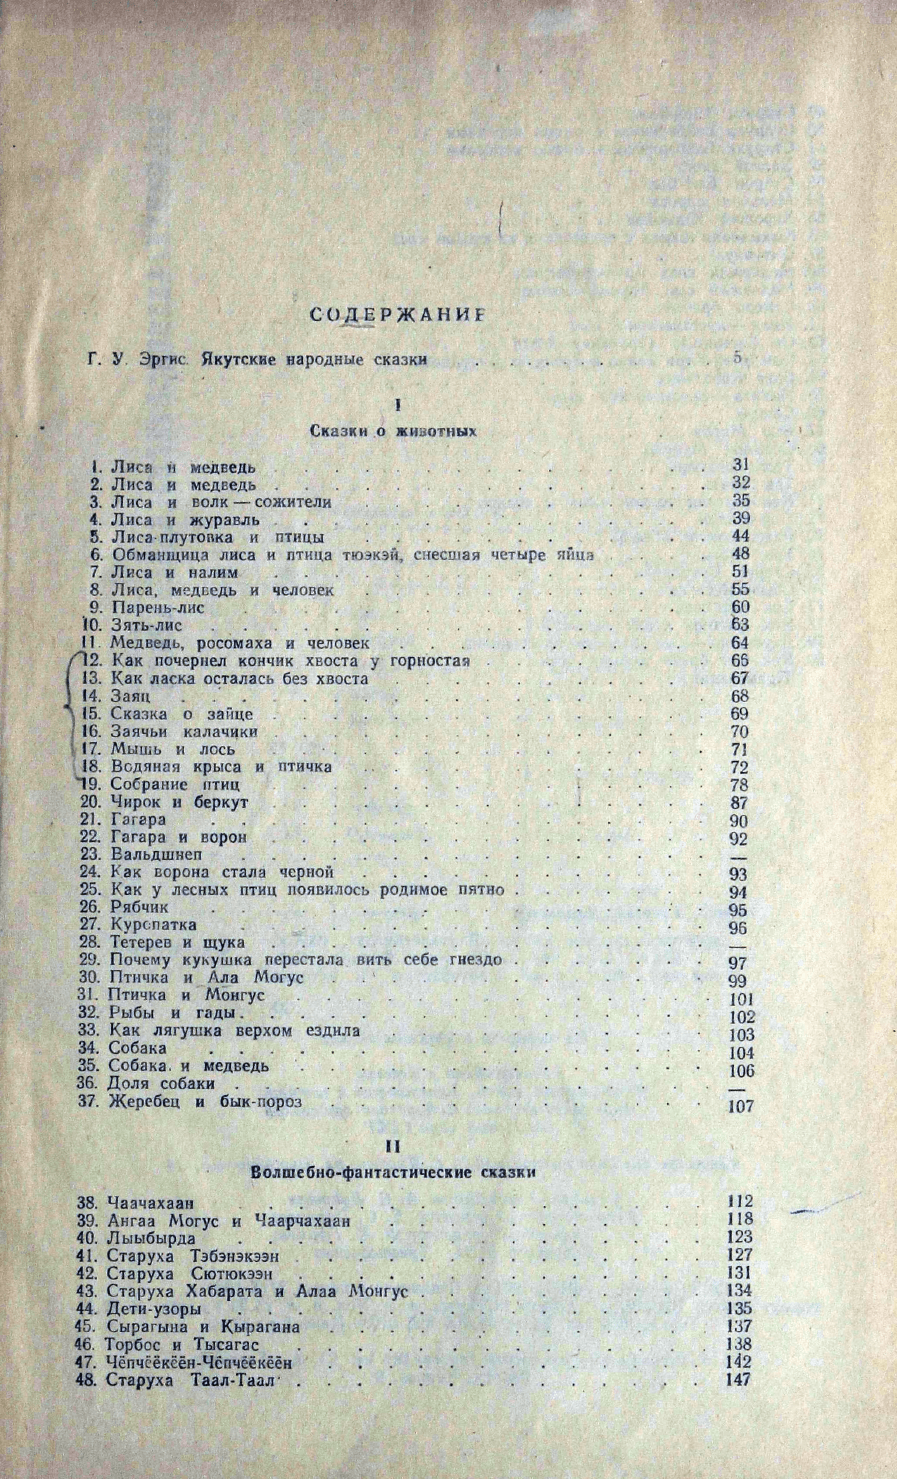 СОДЕРЖАНИЕ
Г. У. Эргис. Якутские народные сказки . . . . . . . . . . 5
I
Сказки о животных
1. Лиса и медведь . . . . . . . . . . 31
2. Лиса и медведь . . . . . . . . . . 32
3. Лиса и волк — сожители . . . . . . . . . . 35
4. Лиса и журавль . . . . . . . . . . 39
5. Лиса-плутовка и птицы . . . . . . . . . . 44
6. Обманщица лиса и птица тюэкэй, снесшая четыре яйца . . . . 48
7. Лиса и налим . . . . . . . . . . 51
8. Лиса, медведь и человек . . . . . . . . . . 55
9. Парень-лис . . . . . . . . . . 60
10. Зять-лис . . . . . . . . . . 63
11 Медведь, росомаха и человек . . . . . . . . . . 64
12. Как почернел кончик хвоста у горностая . . . . . . . . 66
13. Как ласка осталась без хвоста . . . . . . . . . . 67
14. Заяц . . . . . . . . . . 68
15. Сказка о зайце . . . . . . . . . . 69
16. Заячьи калачики . . . . . . . . . . 70
17. Мышь и лось . . . . . . . . . . 71
18. Водяная крыса и птичка . . . . . . . . . . 72
19. Собрание птиц . . . . . . . . . . 78
20. Чирок и беркут . . . . . . . . . . 87
21. Гагара . . . . . . . . . . 90
22. Гагара и ворон . . . . . . . . . . 92
23. Вальдшнеп . . . . . . . . . . —
24. Как ворона стала черной . . . . . . . . . . 93
25. Как у лесных птиц появилось родимое пятно . . . . . . . 94
26. Рябчик . . . . . . . . . . 95
27. Куропатка . . . . . . . . . . 96
28. Тетерев и щука . . . . . . . . . . —
29. Почему кукушка перестала вить себе гнездо . . . . . . . 97
30. Птичка и Ала Могус . . . . . . . . . . 99
31. Птичка и Монгус . . . . . . . . . . 101
32. Рыбы и гады . . . . . . . . . . 102
33. Как лягушка верхом ездила . . . . . . . . . . 103
34. Собака . . . . . . . . . . 104
35. Собака и медведь . . . . . . . . . . 106
36. Доля собаки . . . . . . . . . . —
37. Жеребец и бык-пороз . . . . . . . . . . 107
II
Волшебно-фантастические сказки
38. Чаачахаан . . . . . . . . . . 112
39. Ангаа Могус и Чаарчахаан . . . . . . . . . . 118
40. Лыыбырда . . . . . . . . . . 123
41. Старуха Тэбэнэкээн . . . . . . . . . . 127
42. Старуха Сютюкээн . . . . . . . . . . 131
43. Старуха Хабарата и Алаа Монгус . . . . . . . . . . 134
44. Дети-узоры . . . . . . . . . . 135
45. Сырагына и Қырагана . . . . . . . . . . 137
46. Торбос и Тысагас . . . . . . . . . . 138
47. Чёпчёёкёён-Чёпчёёкёён . . . . . . . . . . 142
48. Старуха Таал-Таал . . . . . . . . . . 147